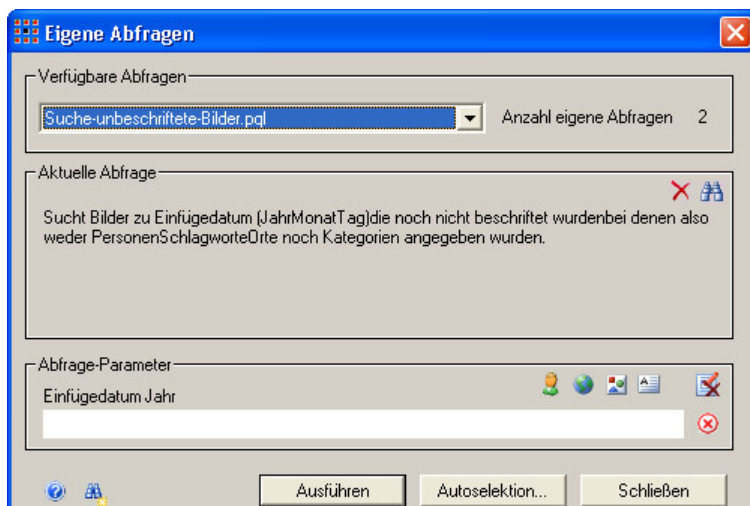 Eigene Abfragen
Verfügbare Abfragen
Suche-unbeschriftete-Bilder.pql
Anzahl eigene Abfragen 2
Aktuelle Abfrage
Sucht Bilder zu Einfügedatum (JahrMonatTag)die noch nicht beschriftet wurdenbei denen also
weder PersonenSchlagworteOrte noch Kategorien angegeben wurden.
Abfrage-Parameter
Einfügedatum Jahr
Ausführen
Autoselektion...
Schließen